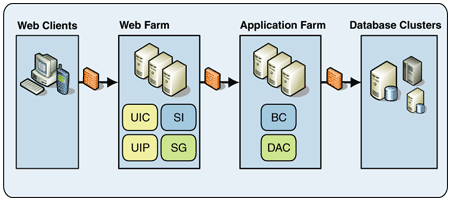 Web Clients Web Farm Application Farm Database Clusters
UIC SI BC
UIP SG DAC